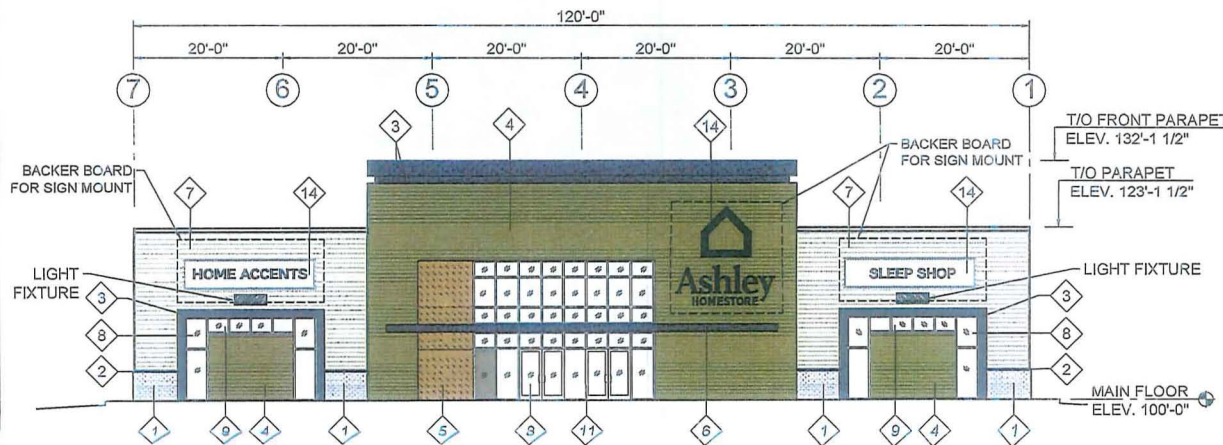 120'-0"
20'-0" 20'-0" 20'-0" 20'-0" 20'-0" 20'-0"
7 6 5 4 3 2 1
T/O FRONT PARAPET
ELEV. 132'-1 1/2"
3 4 14
BACKER BOARD
FOR SIGN MOUNT
BACKER BOARD
FOR SIGN MOUNT
T/O PARAPET
ELEV. 123'-1 1/2"
7 14 7 14
HOME ACCENTS
SLEEP SHOP
LIGHT
FIXTURE
LIGHT FIXTURE
Ashley
HOMESTORE
3 3
8 8
2 2
MAIN FLOOR
ELEV. 100'-0"
1 9 4 1 5 8 11 6 1 9 4 1